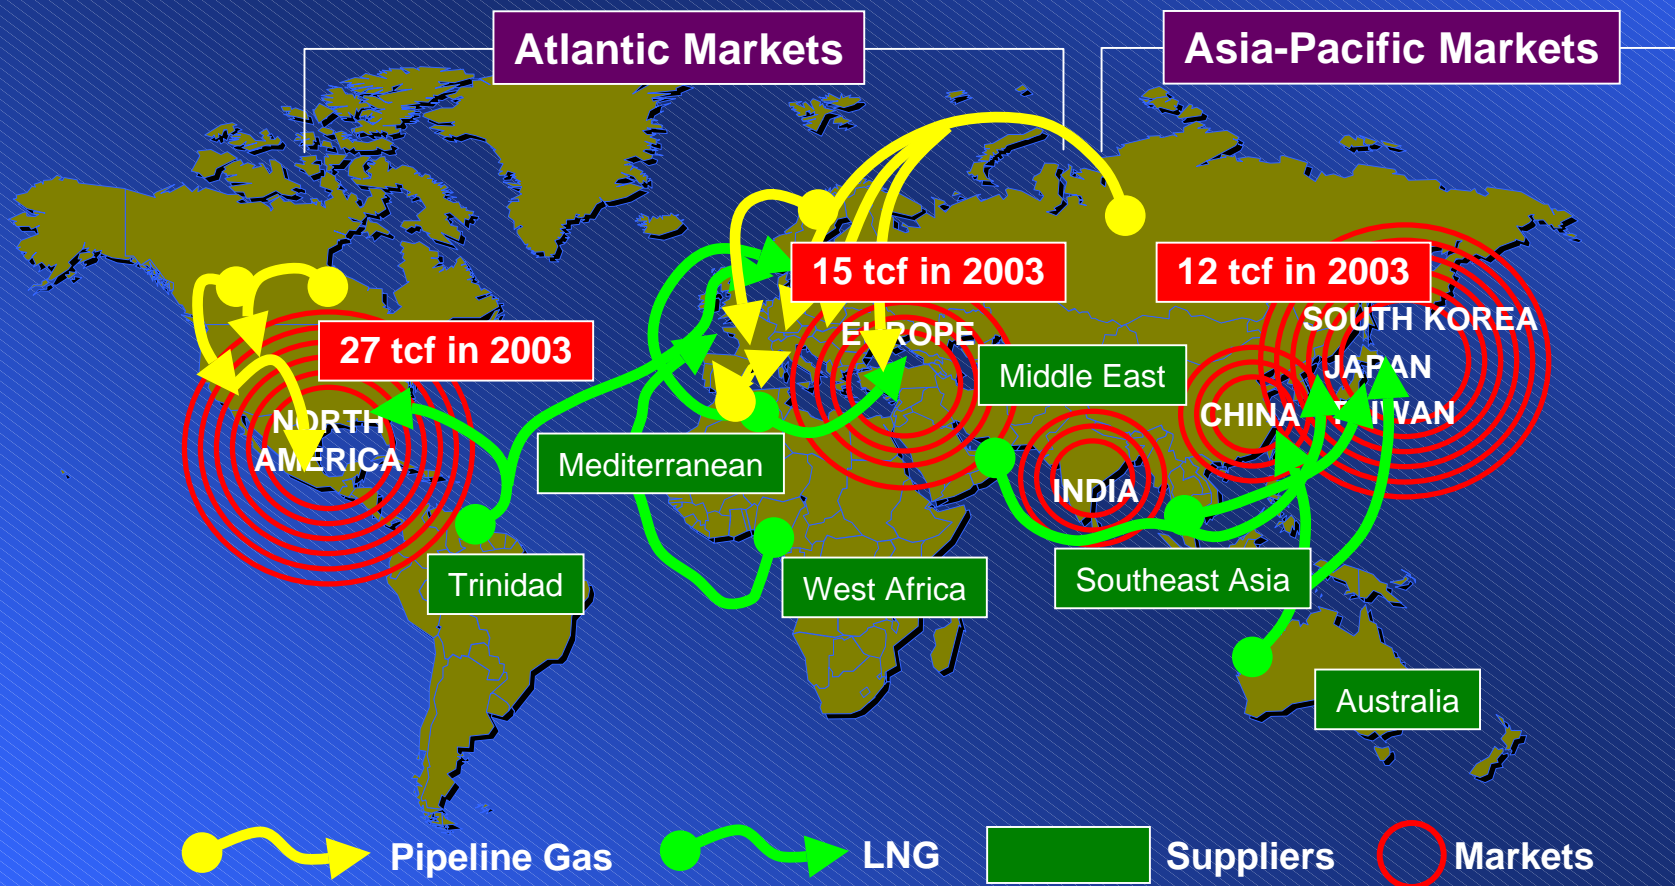 Atlantic Markets
Asia-Pacific Markets
15 tcf in 2003
12 tcf in 2003
27 tcf in 2003
EUROPE
SOUTH KOREA
JAPAN
TAIWAN
CHINA
Middle East
NORTH
AMERICA
Mediterranean
INDIA
Trinidad
West Africa
Southeast Asia
Australia
Pipeline Gas
LNG
Suppliers
Markets